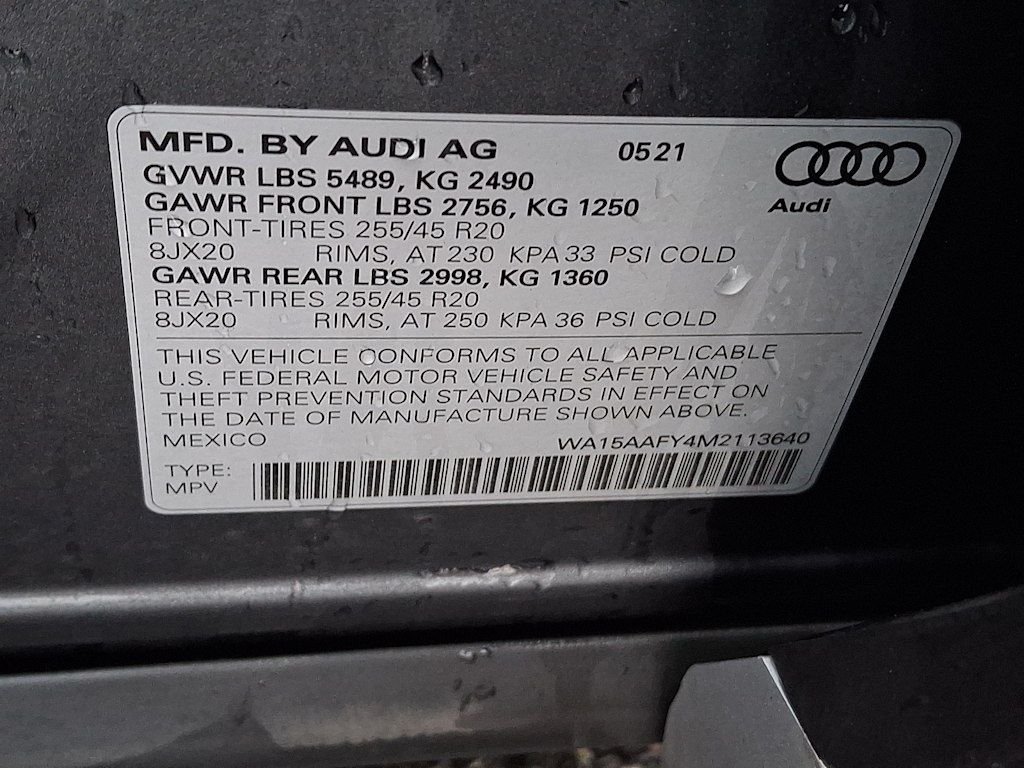 MFD. BY AUDI AG 0521
GVWR LBS 5489, KG 2490
GAWR FRONT LBS 2756, KG 1250
Audi
FRONT-TIRES 255/45 R20
8JX20 RIMS, AT 230 KPA 33 PSI COLD
GAWR REAR LBS 2998, KG 1360
REAR-TIRES 255/45 R20
8JX20 RIMS, AT 250 KPA 36 PSI COLD
THIS VEHICLE CONFORMS TO ALL APPLICABLE
U.S. FEDERAL MOTOR VEHICLE SAFETY AND
THEFT PREVENTION STANDARDS IN EFFECT ON
THE DATE OF MANUFACTURE SHOWN ABOVE.
MEXICO WA15AAFY4M2113640
TYPE:
MPV